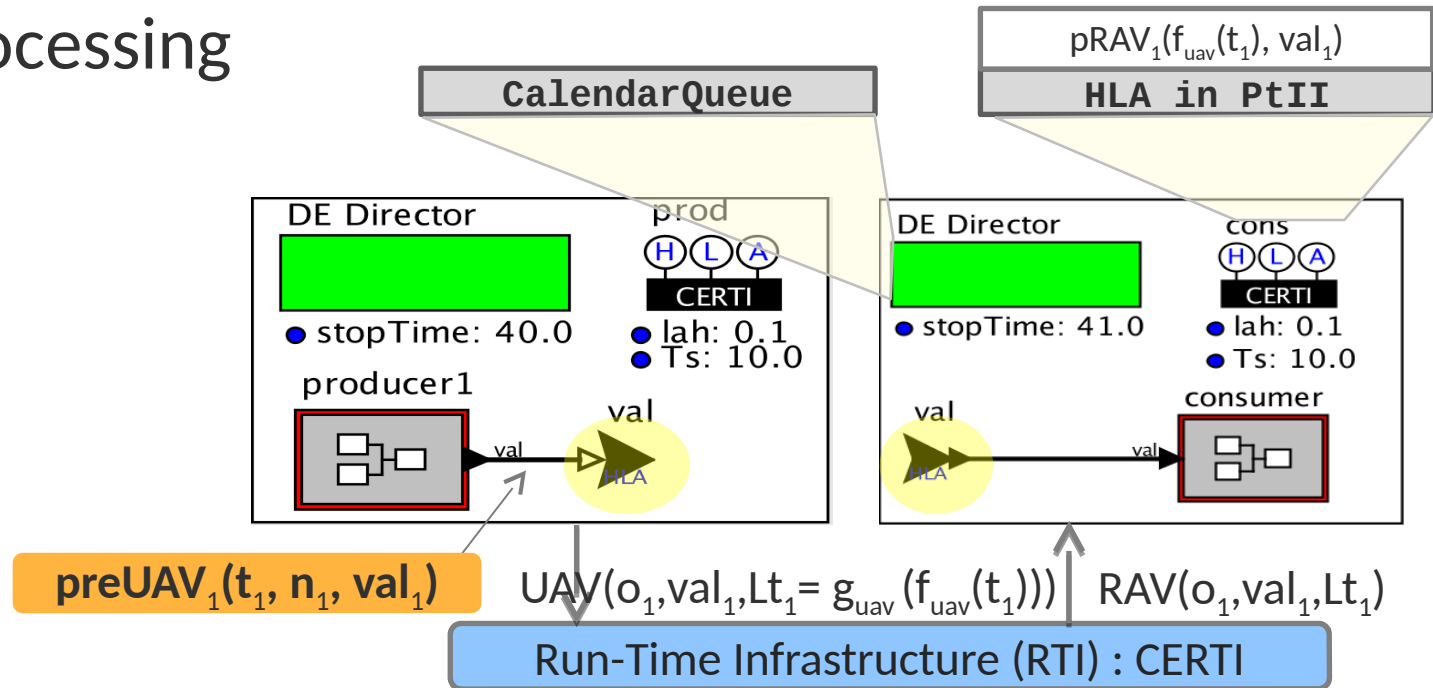 ocessing
pRAV₁(fᵤₐᵥ(t₁), val₁)
CalendarQueue
HLA in PtII
DE Director
prod
H L A
CERTI
stopTime: 40.0
lah: 0.1
Ts: 10.0
producer1
val
val
HLA
DE Director
cons
H L A
CERTI
stopTime: 41.0
lah: 0.1
Ts: 10.0
val
consumer
val
HLA
preUAV₁(t₁, n₁, val₁)
UAV(o₁,val₁,Lt₁= gᵤₐᵥ (fᵤₐᵥ(t₁)))
RAV(o₁,val₁,Lt₁)
Run-Time Infrastructure (RTI) : CERTI